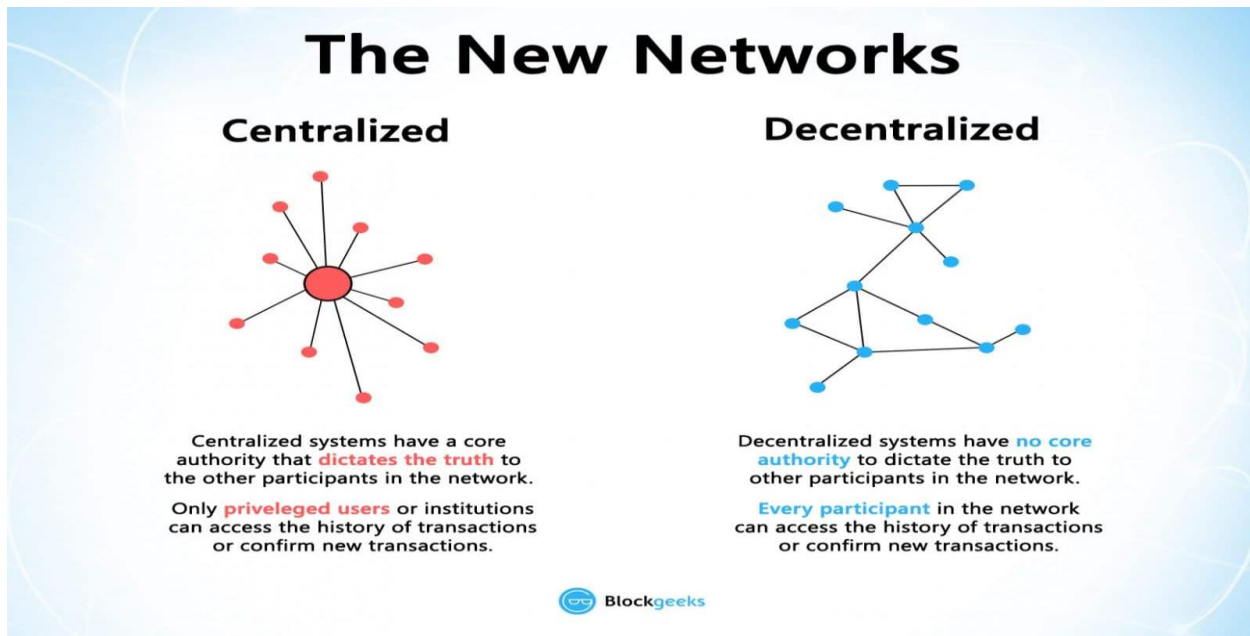 The New Networks
Centralized
Centralized systems have a core
authority that dictates the truth to
the other participants in the network.
Only priveleged users or institutions
can access the history of transactions
or confirm new transactions.
Decentralized
Decentralized systems have no core
authority to dictate the truth to
other participants in the network.
Every participant in the network
can access the history of transactions
or confirm new transactions.
Blockgeeks